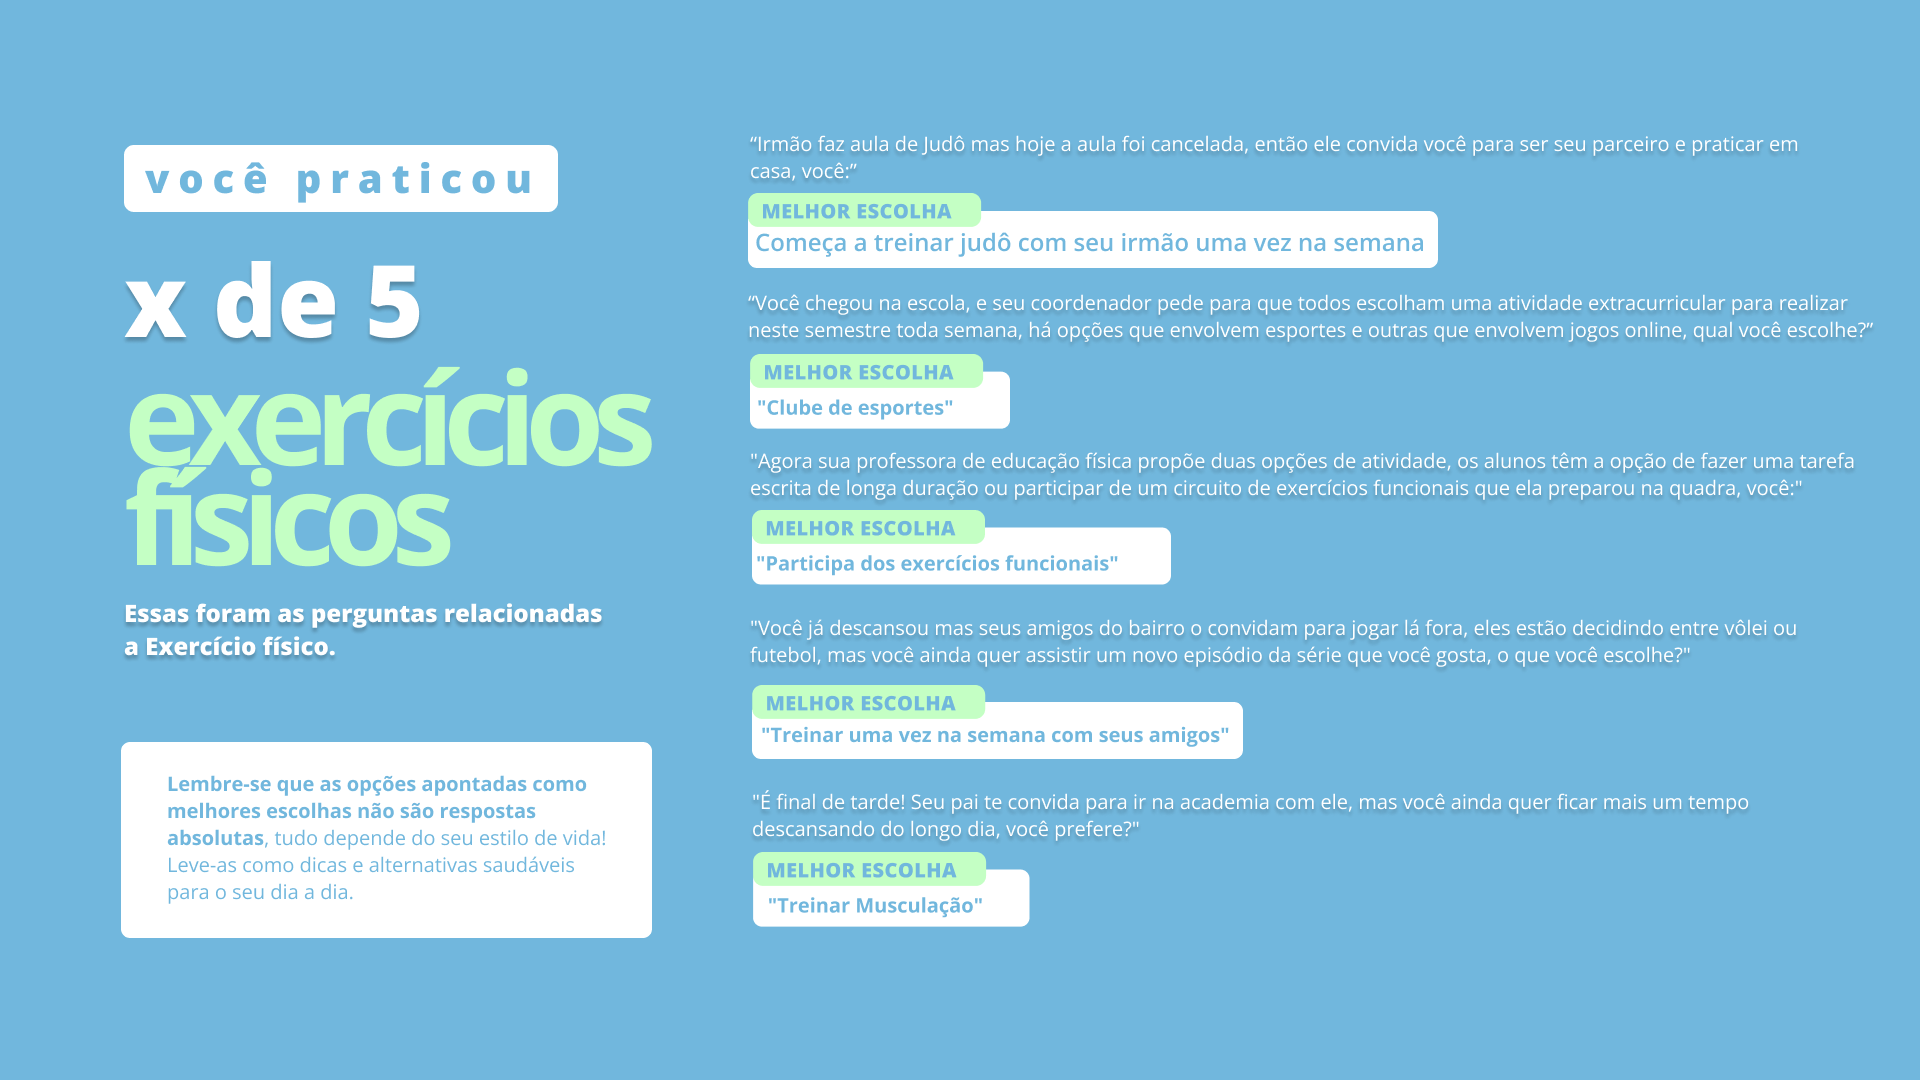 você praticou
x de 5
exercícios
físicos
Essas foram as perguntas relacionadas
a Exercício físico.
Lembre-se que as opções apontadas como
melhores escolhas não são respostas
absolutas, tudo depende do seu estilo de vida!
Leve-as como dicas e alternativas saudáveis
para o seu dia a dia.
“Irmão faz aula de Judô mas hoje a aula foi cancelada, então ele convida você para ser seu parceiro e praticar em
casa, você:”
MELHOR ESCOLHA
Começa a treinar judô com seu irmão uma vez na semana
“Você chegou na escola, e seu coordenador pede para que todos escolham uma atividade extracurricular para realizar
neste semestre toda semana, há opções que envolvem esportes e outras que envolvem jogos online, qual você escolhe?”
MELHOR ESCOLHA
"Clube de esportes"
"Agora sua professora de educação física propõe duas opções de atividade, os alunos têm a opção de fazer uma tarefa
escrita de longa duração ou participar de um circuito de exercícios funcionais que ela preparou na quadra, você:"
MELHOR ESCOLHA
"Participa dos exercícios funcionais"
"Você já descansou mas seus amigos do bairro o convidam para jogar lá fora, eles estão decidindo entre vôlei ou
futebol, mas você ainda quer assistir um novo episódio da série que você gosta, o que você escolhe?"
MELHOR ESCOLHA
"Treinar uma vez na semana com seus amigos"
"É final de tarde! Seu pai te convida para ir na academia com ele, mas você ainda quer ficar mais um tempo
descansando do longo dia, você prefere?"
MELHOR ESCOLHA
"Treinar Musculação"